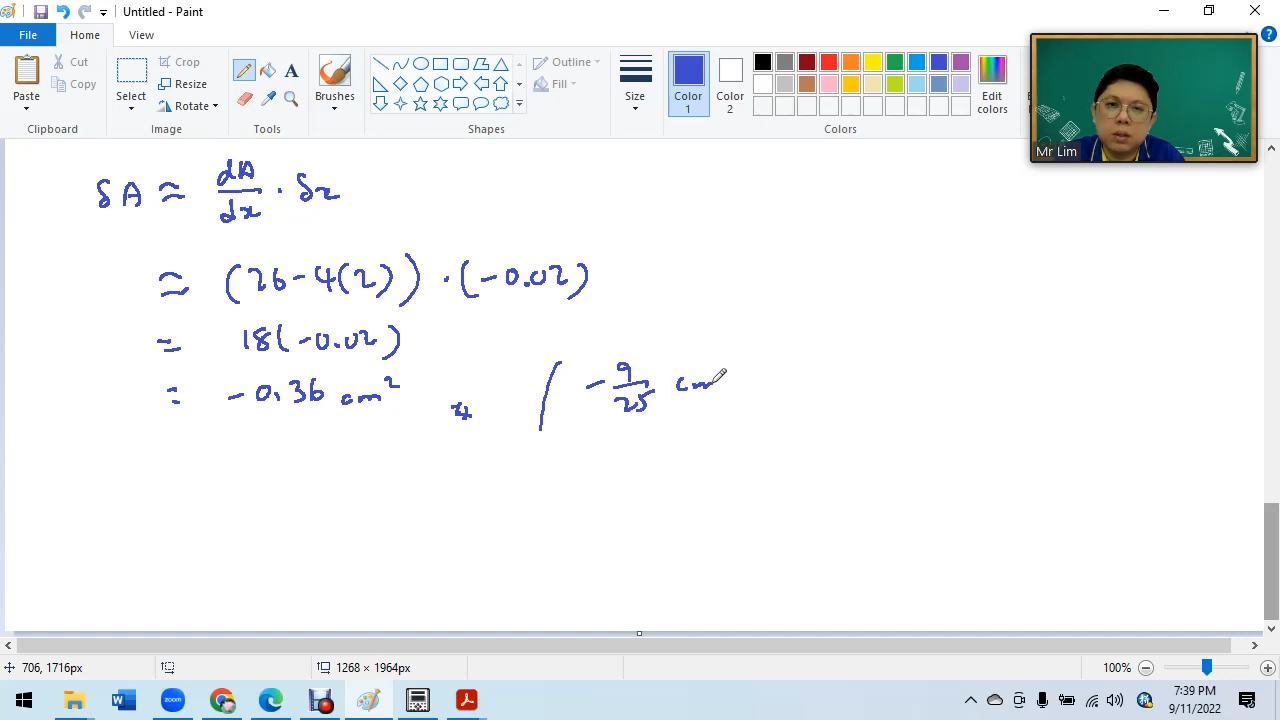 Untitled - Paint
File Home View
Paste
Cut
Copy
Clipboard
Select
Crop
Resize
Rotate
Image
A
Tools
Brushes
Outline
Fill
Shapes
Size
Color 1
Color 2
Edit colors
Colors
Mr Lim
δA ≈ dA/dx · δx
≈ (26-4(2)) · (-0.02)
= 18(-0.02)
= -0.36 cm² / -9/25 cm
706, 1716px
1268 × 1964px
100%
zoom
7:39 PM
9/11/2022